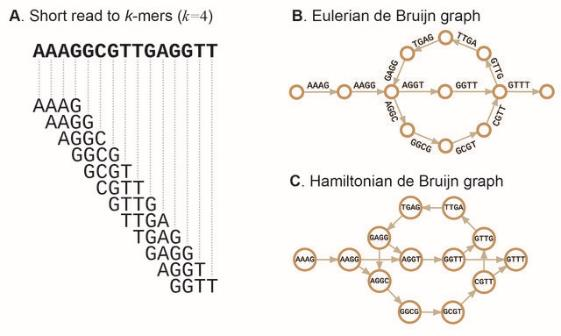 A. Short read to k-mers (k=4)
AAAGGCGTTGAGGTT
AAAG
AAGG
AGGC
GGCG
GCGT
CGTT
GTTG
TTGA
TGAG
GAGG
AGGT
GGTT
B. Eulerian de Bruijn graph
TGAG TTGA
GAGG GTTG
AAAG AAGG AGGT GGTT GTTT
AGGC CGTT
GGCG GCGT
C. Hamiltonian de Bruijn graph
TGAG TTGA
GAGG GTTG
AAAG AAGG AGGT GGTT GTTT
AGGC CGTT
GGCG GCGT